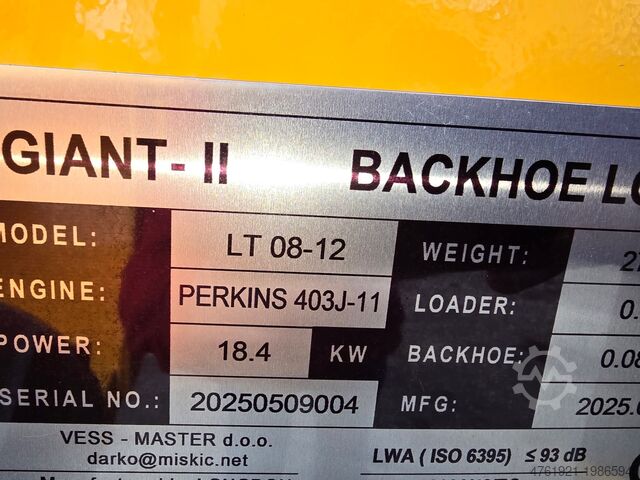 GIANT- II BACKHOE LO
MODEL: LT 08-12 WEIGHT:
ENGINE: PERKINS 403J-11 LOADER: 0.
POWER: 18.4 KW BACKHOE: 0.08
SERIAL NO.: 20250509004 MFG: 2025.0
VESS - MASTER d.o.o. LWA ( ISO 6395) ≤ 93 dB
darko@miskic.net
4761921-1986594